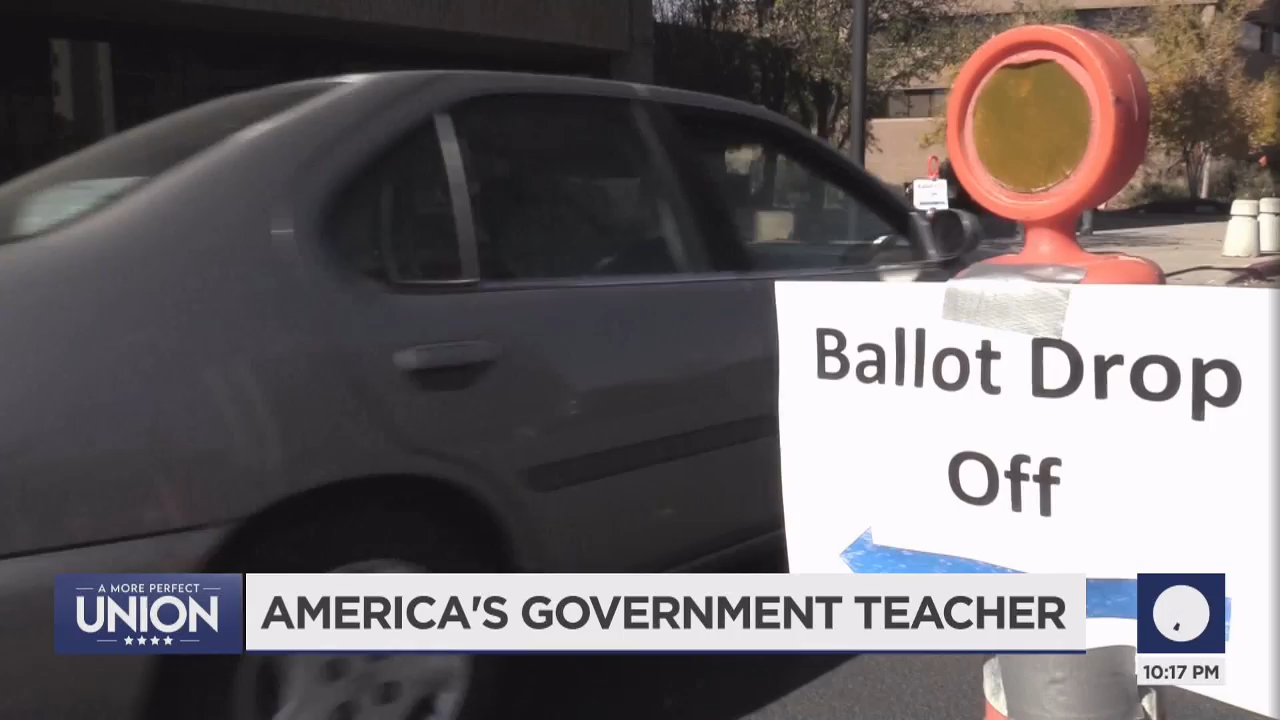 Ballot Drop
Off
A MORE PERFECT
UNION
AMERICA'S GOVERNMENT TEACHER
10:17 PM